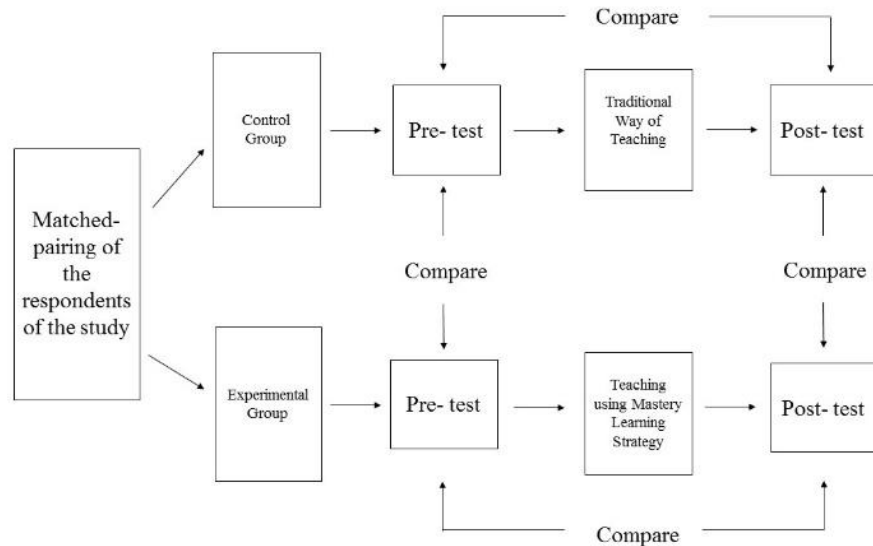 Compare
Control
Group
Pre- test
Traditional
Way of
Teaching
Post- test
Matched-
pairing of
the
respondents
of the study
Compare
Compare
Experimental
Group
Pre- test
Teaching
using Mastery
Learning
Strategy
Post- test
Compare